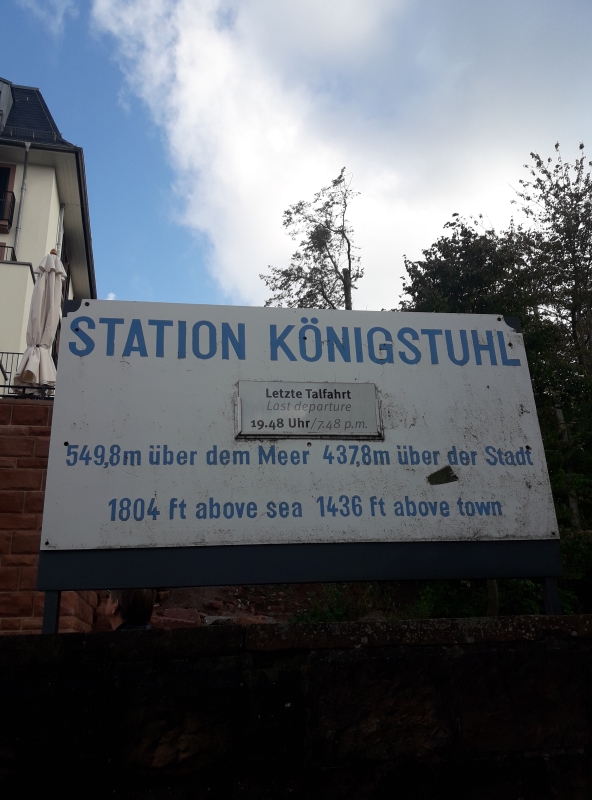 STATION KÖNIGSTUHL
Letzte Talfahrt
Last departure
19.48 Uhr/7.48 p.m.
549,8m über dem Meer 437,8m über der Stadt
1804 ft above sea 1436 ft above town